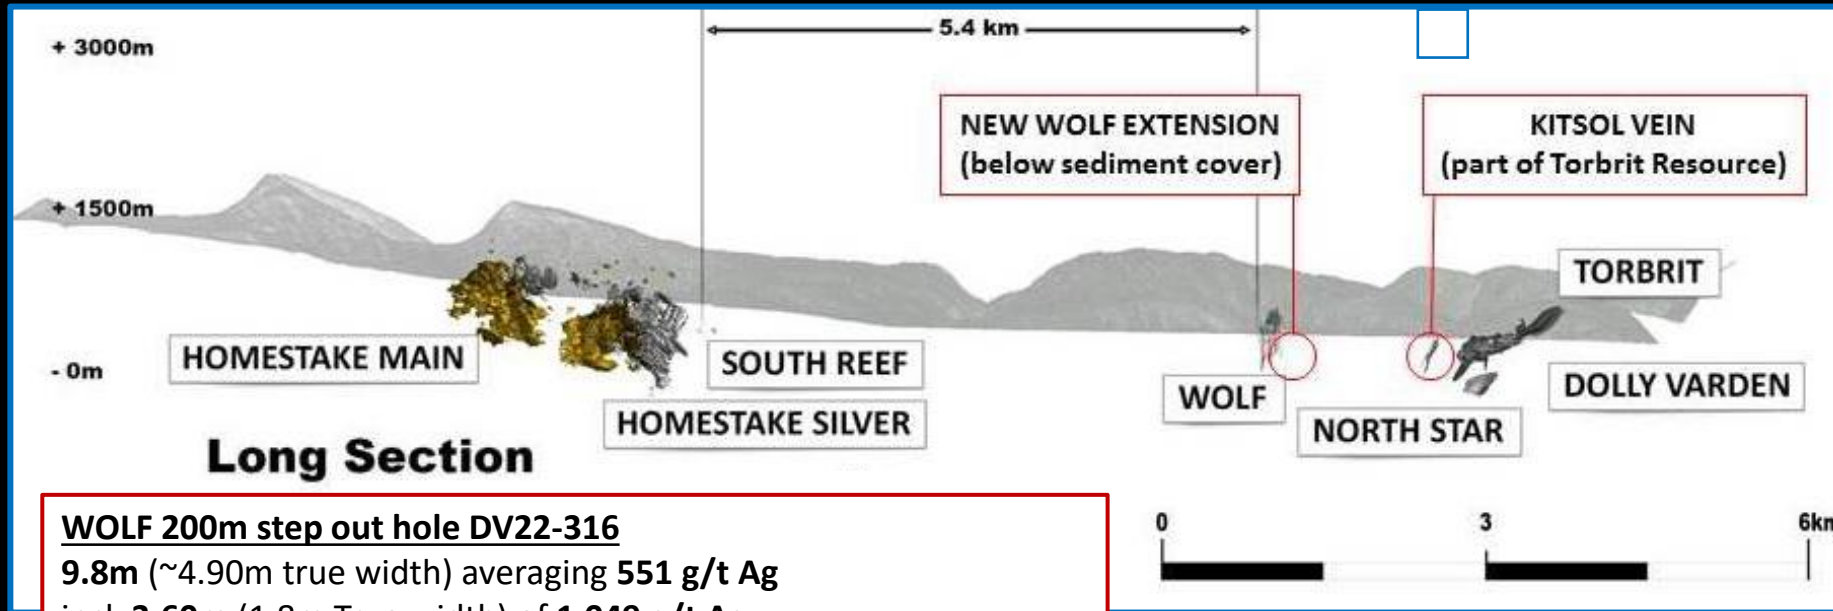 + 3000m
5.4 km
NEW WOLF EXTENSION
(below sediment cover)
KITSOL VEIN
(part of Torbrit Resource)
+ 1500m
TORBRIT
HOMESTAKE MAIN
SOUTH REEF
- 0m
DOLLY VARDEN
WOLF
HOMESTAKE SILVER
NORTH STAR
Long Section
0
3
6km
WOLF 200m step out hole DV22-316
9.8m (~4.90m true width) averaging 551 g/t Ag